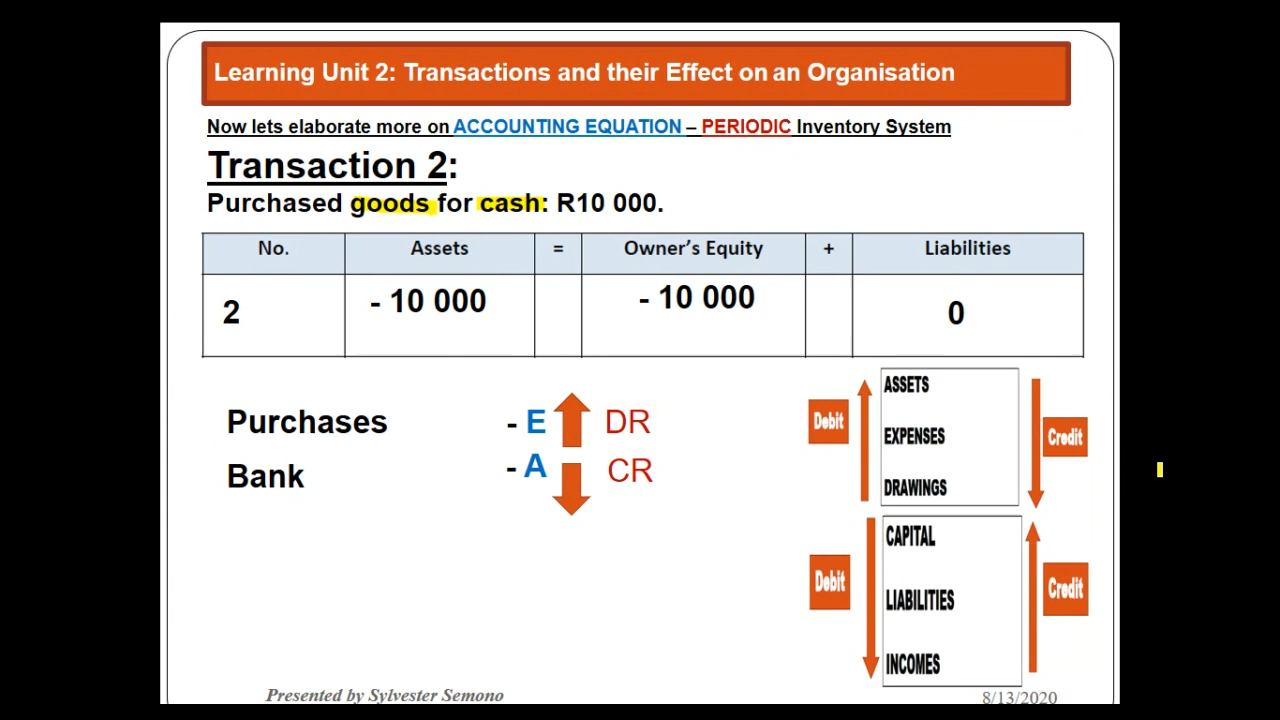 Learning Unit 2: Transactions and their Effect on an Organisation
Now lets elaborate more on ACCOUNTING EQUATION – PERIODIC Inventory System
Transaction 2:
Purchased goods for cash: R10 000.
No. Assets = Owner's Equity + Liabilities
2 - 10 000 - 10 000 0
Purchases - E DR
Bank - A CR
Debit
ASSETS
EXPENSES
DRAWINGS
Credit
Debit
CAPITAL
LIABILITIES
INCOMES
Credit
Presented by Sylvester Semono 8/13/2020